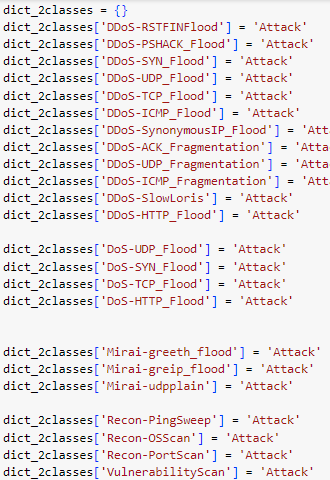 dict_2classes = {}
dict_2classes['DDoS-RSTFINFlood'] = 'Attack'
dict_2classes['DDoS-PSHACK_Flood'] = 'Attack'
dict_2classes['DDoS-SYN_Flood'] = 'Attack'
dict_2classes['DDoS-UDP_Flood'] = 'Attack'
dict_2classes['DDoS-TCP_Flood'] = 'Attack'
dict_2classes['DDoS-ICMP_Flood'] = 'Attack'
dict_2classes['DDoS-SynonymousIP_Flood'] = 'Atta
dict_2classes['DDoS-ACK_Fragmentation'] = 'Attac
dict_2classes['DDoS-UDP_Fragmentation'] = 'Attac
dict_2classes['DDoS-ICMP_Fragmentation'] = 'Atta
dict_2classes['DDoS-SlowLoris'] = 'Attack'
dict_2classes['DDoS-HTTP_Flood'] = 'Attack'
dict_2classes['DoS-UDP_Flood'] = 'Attack'
dict_2classes['DoS-SYN_Flood'] = 'Attack'
dict_2classes['DoS-TCP_Flood'] = 'Attack'
dict_2classes['DoS-HTTP_Flood'] = 'Attack'
dict_2classes['Mirai-greeth_flood'] = 'Attack'
dict_2classes['Mirai-greip_flood'] = 'Attack'
dict_2classes['Mirai-udpplain'] = 'Attack'
dict_2classes['Recon-PingSweep'] = 'Attack'
dict_2classes['Recon-OSScan'] = 'Attack'
dict_2classes['Recon-PortScan'] = 'Attack'
dict_2classes['VulnerabilityScan'] = 'Attack'